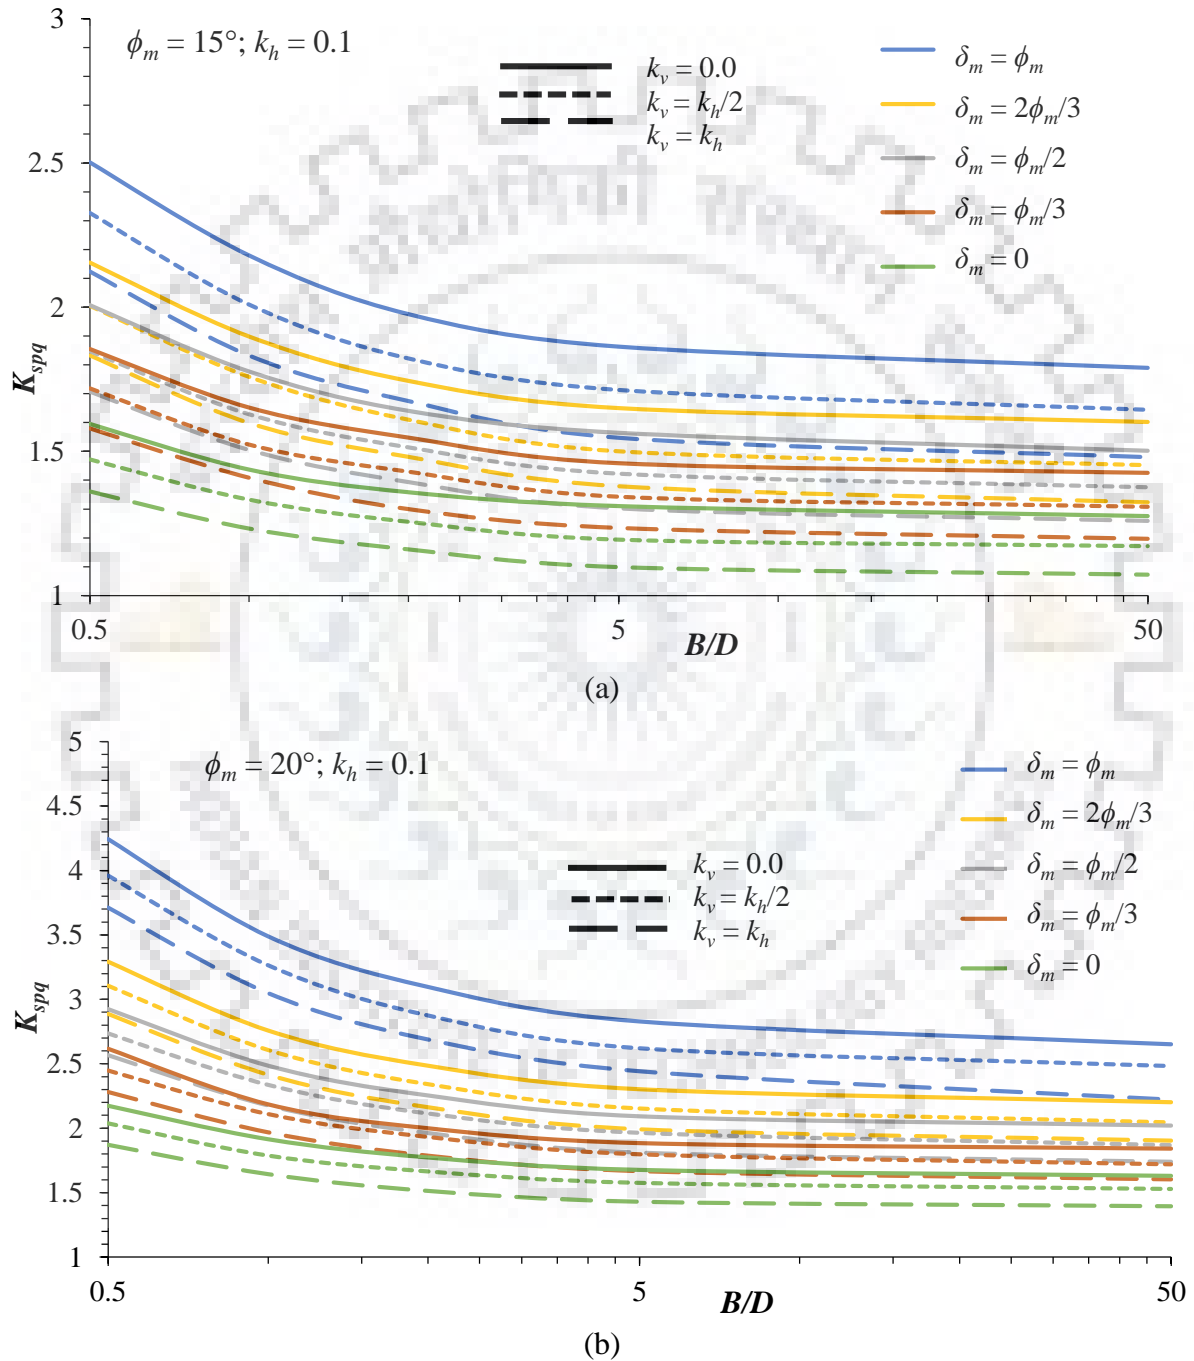 3
ϕₘ = 15°; kₕ = 0.1
kᵥ = 0.0
kᵥ = kₕ/2
kᵥ = kₕ
δₘ = ϕₘ
δₘ = 2ϕₘ/3
δₘ = ϕₘ/2
δₘ = ϕₘ/3
δₘ = 0
2.5
2
1.5
1
K_spq
0.5
5
50
B/D
(a)
5
ϕₘ = 20°; kₕ = 0.1
δₘ = ϕₘ
δₘ = 2ϕₘ/3
δₘ = ϕₘ/2
δₘ = ϕₘ/3
δₘ = 0
kᵥ = 0.0
kᵥ = kₕ/2
kᵥ = kₕ
4.5
4
3.5
3
2.5
2
1.5
1
K_spq
0.5
5
50
B/D
(b)